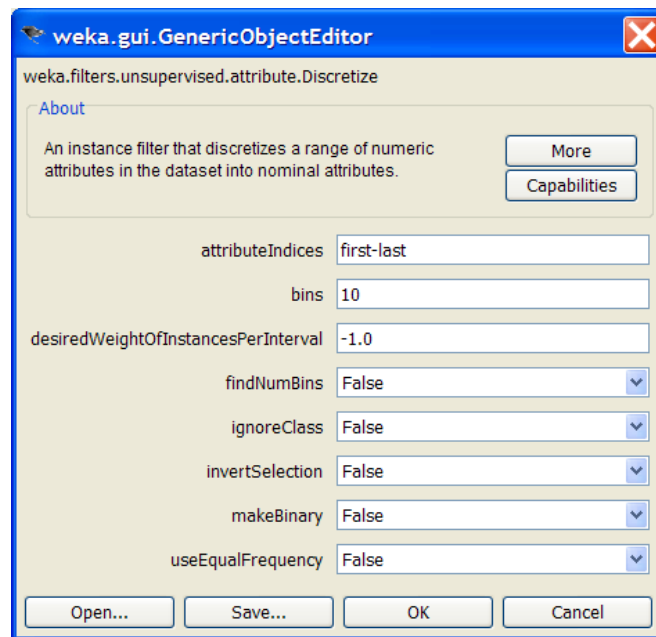 weka.gui.GenericObjectEditor
weka.filters.unsupervised.attribute.Discretize
About
An instance filter that discretizes a range of numeric
attributes in the dataset into nominal attributes.
More
Capabilities
attributeIndices first-last
bins 10
desiredWeightOfInstancesPerInterval -1.0
findNumBins False
ignoreClass False
invertSelection False
makeBinary False
useEqualFrequency False
Open... Save... OK Cancel